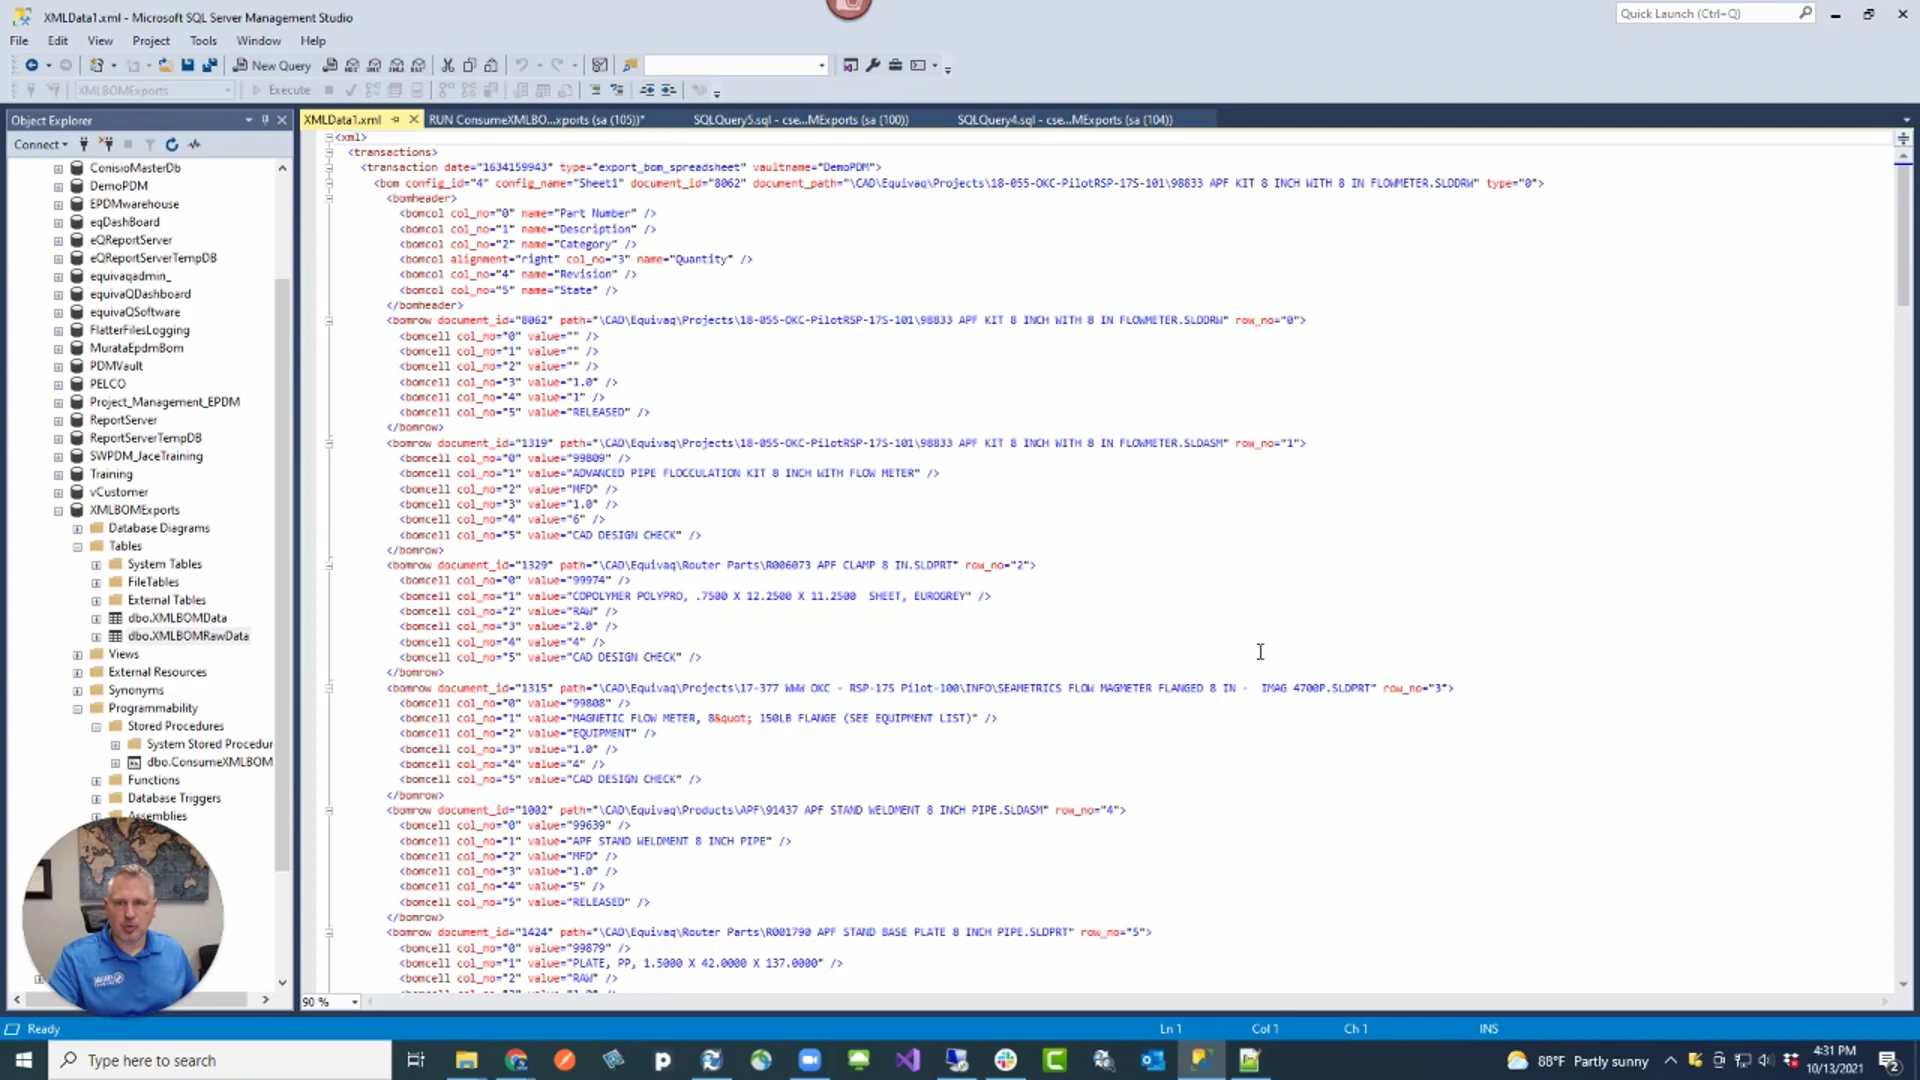 XMLData1.xml - Microsoft SQL Server Management Studio
Quick Launch (Ctrl+Q)
File Edit View Project Tools Window Help
New Query
XMLBOMExports Execute
Object Explorer
Connect
ConisioMasterDb
DemoPDM
EPDMwarehouse
eqDashBoard
eQReportServer
eQReportServerTempDB
equivaqadmin_
equivaQDashboard
equivaQSoftware
FlatterFilesLogging
MurataEpdmBom
PDMVault
PELCO
Project_Management_EPDM
ReportServer
ReportServerTempDB
SWPDM_JaceTraining
Training
vCustomer
XMLBOMExports
Database Diagrams
Tables
System Tables
FileTables
External Tables
dbo.XMLBOMData
dbo.XMLBOMRawData
Views
External Resources
Synonyms
Programmability
Stored Procedures
System Stored Procedur
dbo.ConsumeXMLBOM
Functions
Database Triggers
Assemblies
XMLData1.xml RUN ConsumeXMLBO...xports (sa (105))* SQLQuery5.sql - cse...MExports (sa (100)) SQLQuery4.sql - cse...MExports (sa (104))
<xml>
<transactions>
<transaction date="1634159943" type="export_bom_spreadsheet" vaultname="DemoPDM">
<bom config_id="4" config_name="Sheet1" document_id="8062" document_path="\CAD\Equivaq\Projects\18-055-OKC-PilotRSP-17S-101\98833 APF KIT 8 INCH WITH 8 IN FLOWMETER.SLDDRW" type="0">
<bomheader>
<bomcol col_no="0" name="Part Number" />
<bomcol col_no="1" name="Description" />
<bomcol col_no="2" name="Category" />
<bomcol alignment="right" col_no="3" name="Quantity" />
<bomcol col_no="4" name="Revision" />
<bomcol col_no="5" name="State" />
</bomheader>
<bomrow document_id="8062" path="\CAD\Equivaq\Projects\18-055-OKC-PilotRSP-17S-101\98833 APF KIT 8 INCH WITH 8 IN FLOWMETER.SLDDRW" row_no="0">
<bomcell col_no="0" value="" />
<bomcell col_no="1" value="" />
<bomcell col_no="2" value="" />
<bomcell col_no="3" value="1.0" />
<bomcell col_no="4" value="1" />
<bomcell col_no="5" value="RELEASED" />
</bomrow>
<bomrow document_id="1319" path="\CAD\Equivaq\Projects\18-055-OKC-PilotRSP-17S-101\98833 APF KIT 8 INCH WITH 8 IN FLOWMETER.SLDASM" row_no="1">
<bomcell col_no="0" value="99809" />
<bomcell col_no="1" value="ADVANCED PIPE FLOCCULATION KIT 8 INCH WITH FLOW METER" />
<bomcell col_no="2" value="MFD" />
<bomcell col_no="3" value="1.0" />
<bomcell col_no="4" value="6" />
<bomcell col_no="5" value="CAD DESIGN CHECK" />
</bomrow>
<bomrow document_id="1329" path="\CAD\Equivaq\Router Parts\R006073 APF CLAMP 8 IN.SLDPRT" row_no="2">
<bomcell col_no="0" value="99974" />
<bomcell col_no="1" value="COPOLYMER POLYPRO, .7500 X 12.2500 X 11.2500  SHEET, EUROGREY" />
<bomcell col_no="2" value="RAW" />
<bomcell col_no="3" value="2.0" />
<bomcell col_no="4" value="4" />
<bomcell col_no="5" value="CAD DESIGN CHECK" />
</bomrow>
<bomrow document_id="1315" path="\CAD\Equivaq\Projects\17-377 WWW OKC - RSP-17S Pilot-100\INFO\SEAMETRICS FLOW MAGMETER FLANGED 8 IN -  IMAG 4700P.SLDPRT" row_no="3">
<bomcell col_no="0" value="99808" />
<bomcell col_no="1" value="MAGNETIC FLOW METER, 8&quot; 150LB FLANGE (SEE EQUIPMENT LIST)" />
<bomcell col_no="2" value="EQUIPMENT" />
<bomcell col_no="3" value="1.0" />
<bomcell col_no="4" value="4" />
<bomcell col_no="5" value="CAD DESIGN CHECK" />
</bomrow>
<bomrow document_id="1002" path="\CAD\Equivaq\Products\APF\91437 APF STAND WELDMENT 8 INCH PIPE.SLDASM" row_no="4">
<bomcell col_no="0" value="99639" />
<bomcell col_no="1" value="APF STAND WELDMENT 8 INCH PIPE" />
<bomcell col_no="2" value="MFD" />
<bomcell col_no="3" value="1.0" />
<bomcell col_no="4" value="5" />
<bomcell col_no="5" value="RELEASED" />
</bomrow>
<bomrow document_id="1424" path="\CAD\Equivaq\Router Parts\R001790 APF STAND BASE PLATE 8 INCH PIPE.SLDPRT" row_no="5">
<bomcell col_no="0" value="99879" />
<bomcell col_no="1" value="PLATE, PP, 1.5000 X 42.0000 X 137.0000" />
<bomcell col_no="2" value="RAW" />
90 %
Ready Ln 1 Col 1 Ch 1 INS
Type here to search
88°F Partly sunny
4:31 PM
10/13/2021
2